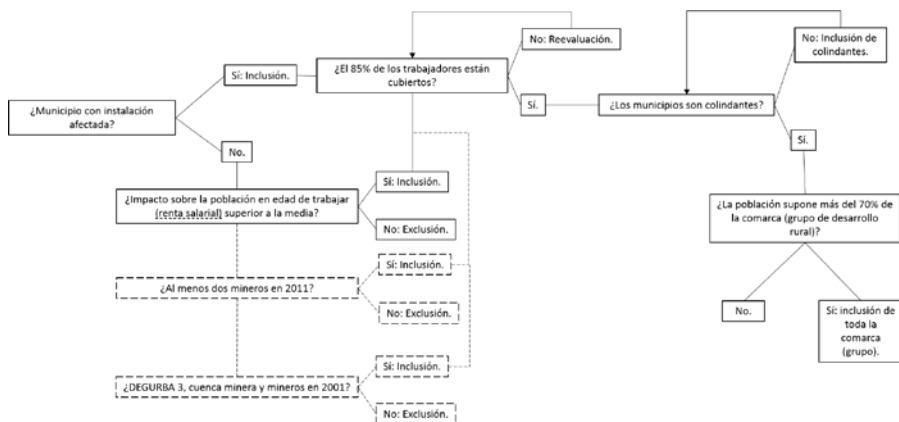 No: Reevaluación.
No: Inclusión de
colindantes.
¿El 85% de los trabajadores están
cubiertos?
Sí: Inclusión.
Sí.
¿Los municipios son colindantes?
¿Municipio con instalación
afectada?
Sí.
No.
Sí: Inclusión.
¿Impacto sobre la población en edad de trabajar
(renta salarial) superior a la media?
No: Exclusión.
¿La población supone más del 70% de
la comarca (grupo de desarrollo
rural)?
Sí: Inclusión.
¿Al menos dos mineros en 2011?
No: Exclusión.
No.
Sí: inclusión de
toda la
comarca
(grupo).
Sí: Inclusión.
¿DEGURBA 3, cuenca minera y mineros en 2001?
No: Exclusión.